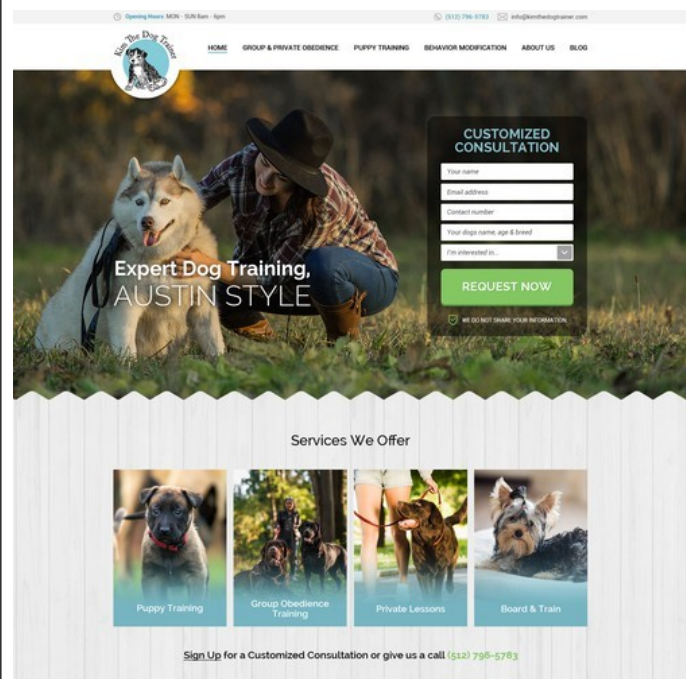 Opening Hours: MON - SUN 8am - 6pm
(512) 796-5783
info@kimthedogtrainer.com
Kim The Dog Trainer
HOME
GROUP & PRIVATE OBEDIENCE
PUPPY TRAINING
BEHAVIOR MODIFICATION
ABOUT US
BLOG
CUSTOMIZED
CONSULTATION
Your name
Email address
Contact number
Your dogs name, age & breed
I'm interested in...
REQUEST NOW
WE DO NOT SHARE YOUR INFORMATION
Expert Dog Training,
AUSTIN STYLE
Services We Offer
Puppy Training
Group Obedience
Training
Private Lessons
Board & Train
Sign Up for a Customized Consultation or give us a call (512) 796-5783